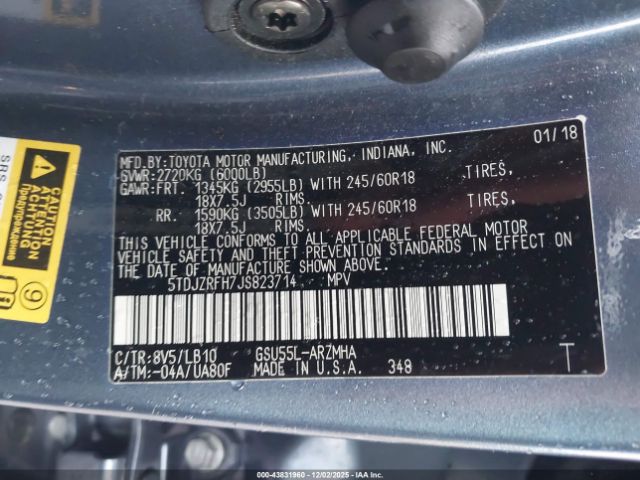 MFD.BY:TOYOTA MOTOR MANUFACTURING, INDIANA, INC. 01/18
GVWR:2720KG (6000LB)
GAWR:FRT. 1345KG (2955LB) WITH 245/60R18 TIRES,
18X7.5J RIMS.
RR. 1590KG (3505LB) WITH 245/60R18 TIRES,
18X7.5J RIMS.
THIS VEHICLE CONFORMS TO ALL APPLICABLE FEDERAL MOTOR
VEHICLE SAFETY AND THEFT PREVENTION STANDARDS IN EFFECT ON
THE DATE OF MANUFACTURE SHOWN ABOVE.
5TDJZRFH7JS823714 MPV
C/TR:8V5/LB10 GSU55L-ARZMHA
A/TM:-04A/UA80F MADE IN U.S.A. 348 T
CAUTION
ATTENTION
9
SRS
000-43831960 - 12/02/2025 - IAAI.COM